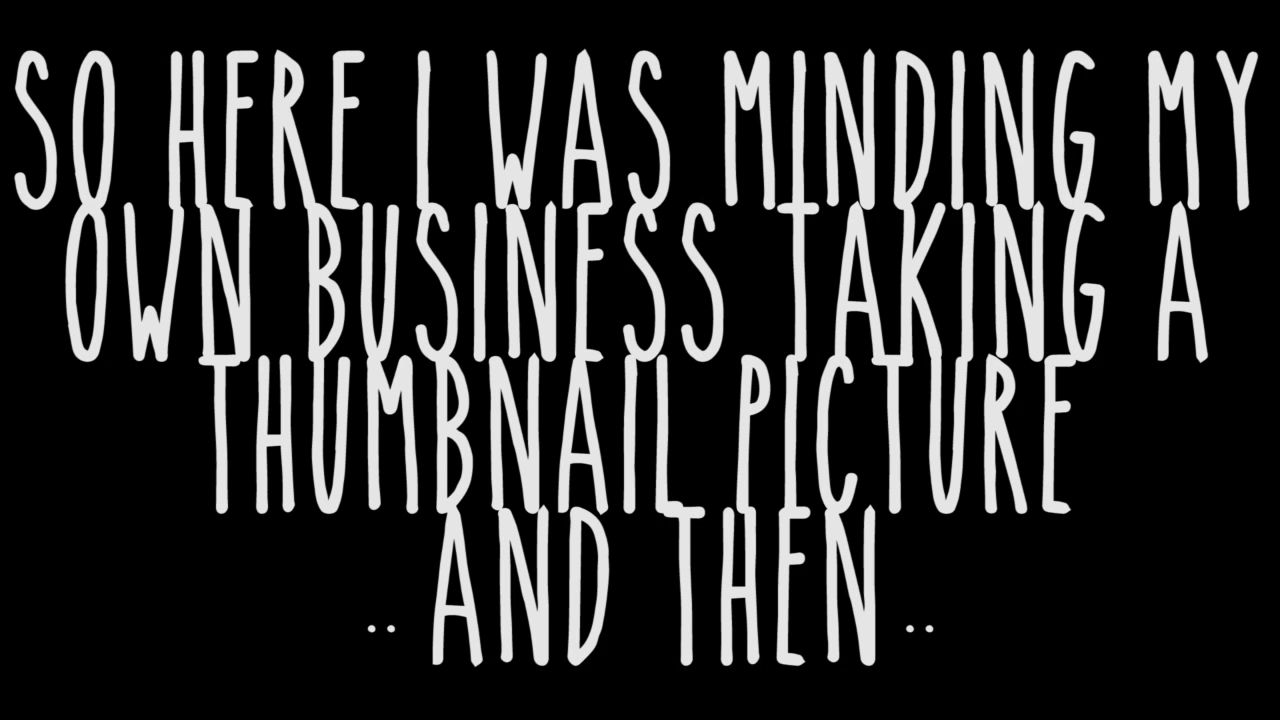 SO HERE I WAS MINDING MY
OWN BUSINESS TAKING A
THUMBNAIL PICTURE
.. AND THEN ..